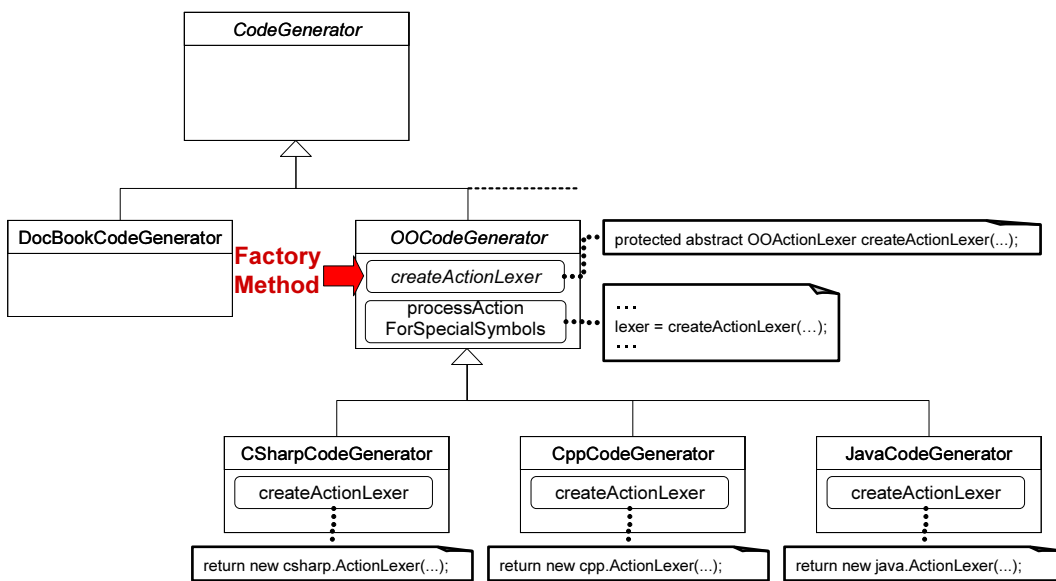 CodeGenerator
DocBookCodeGenerator
OOCodeGenerator
Factory
Method
createActionLexer
processAction
ForSpecialSymbols
protected abstract OOActionLexer createActionLexer(...);
...
lexer = createActionLexer(…);
...
CSharpCodeGenerator
createActionLexer
CppCodeGenerator
createActionLexer
JavaCodeGenerator
createActionLexer
return new csharp.ActionLexer(...);
return new cpp.ActionLexer(...);
return new java.ActionLexer(...);